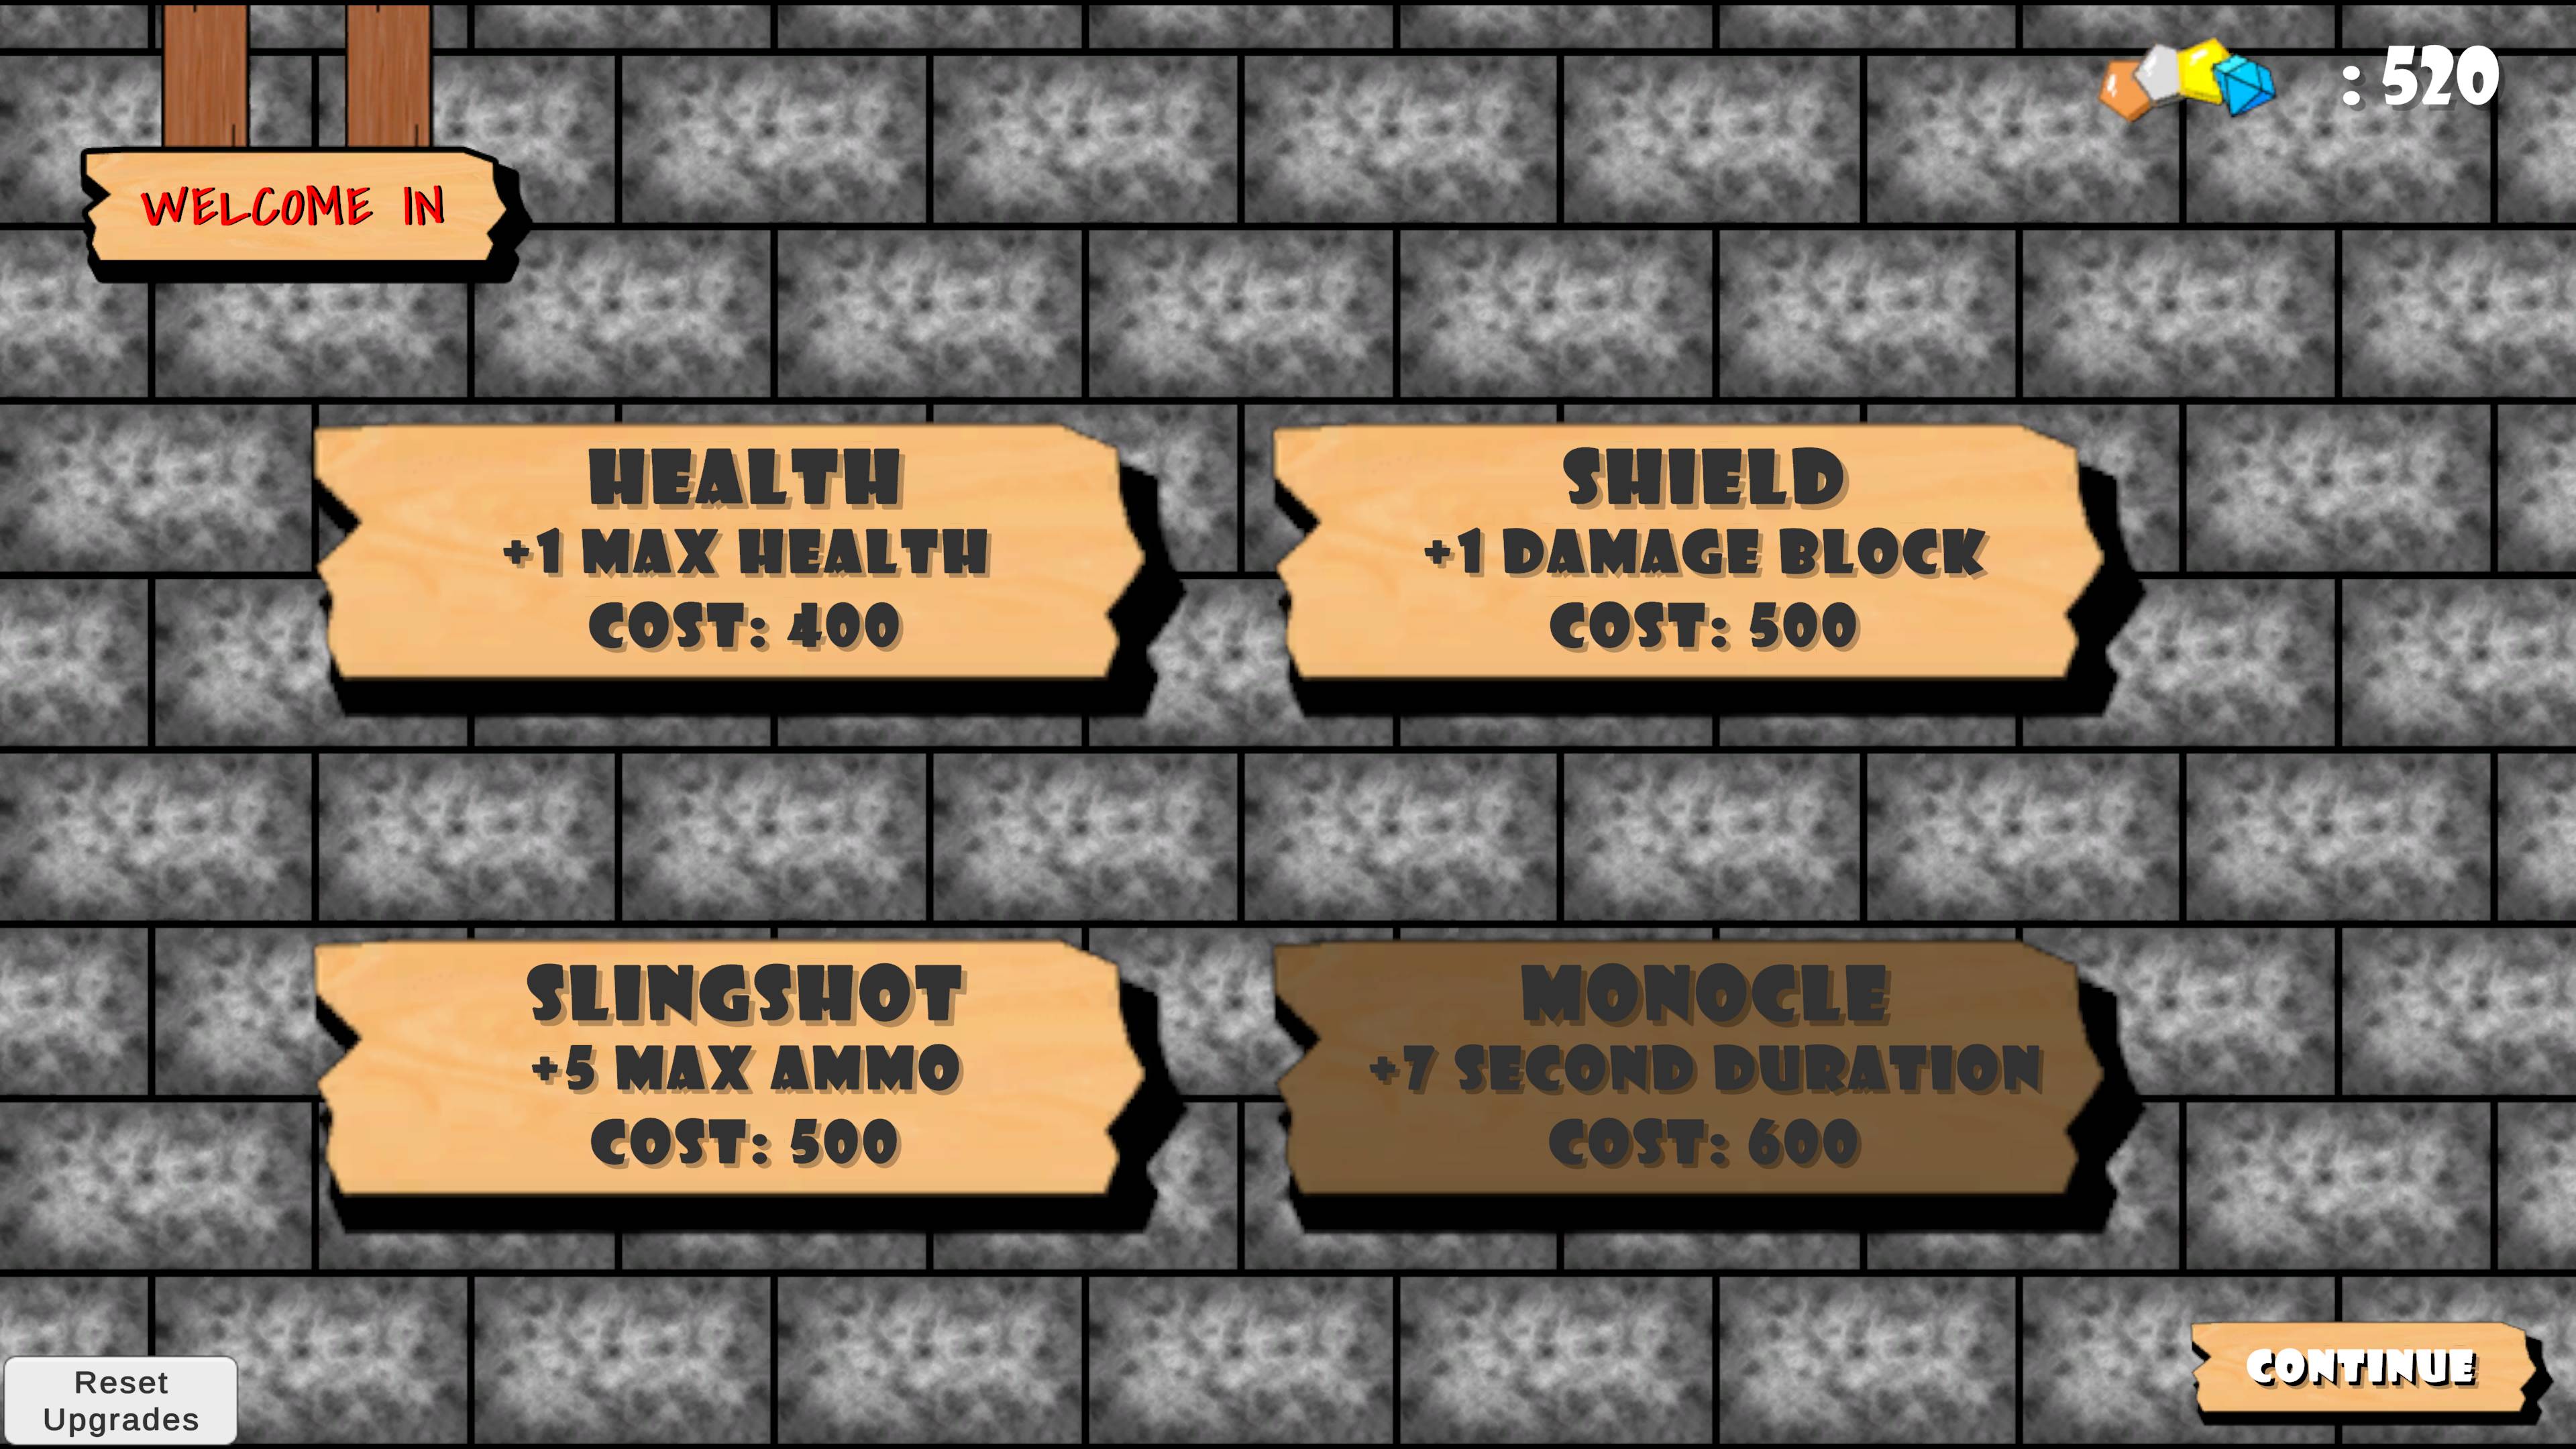 WELCOME IN
: 520
HEALTH
+1 MAX HEALTH
COST: 400
SHIELD
+1 DAMAGE BLOCK
COST: 500
SLINGSHOT
+5 MAX AMMO
COST: 500
MONOCLE
+7 SECOND DURATION
COST: 600
Reset
Upgrades
CONTINUE